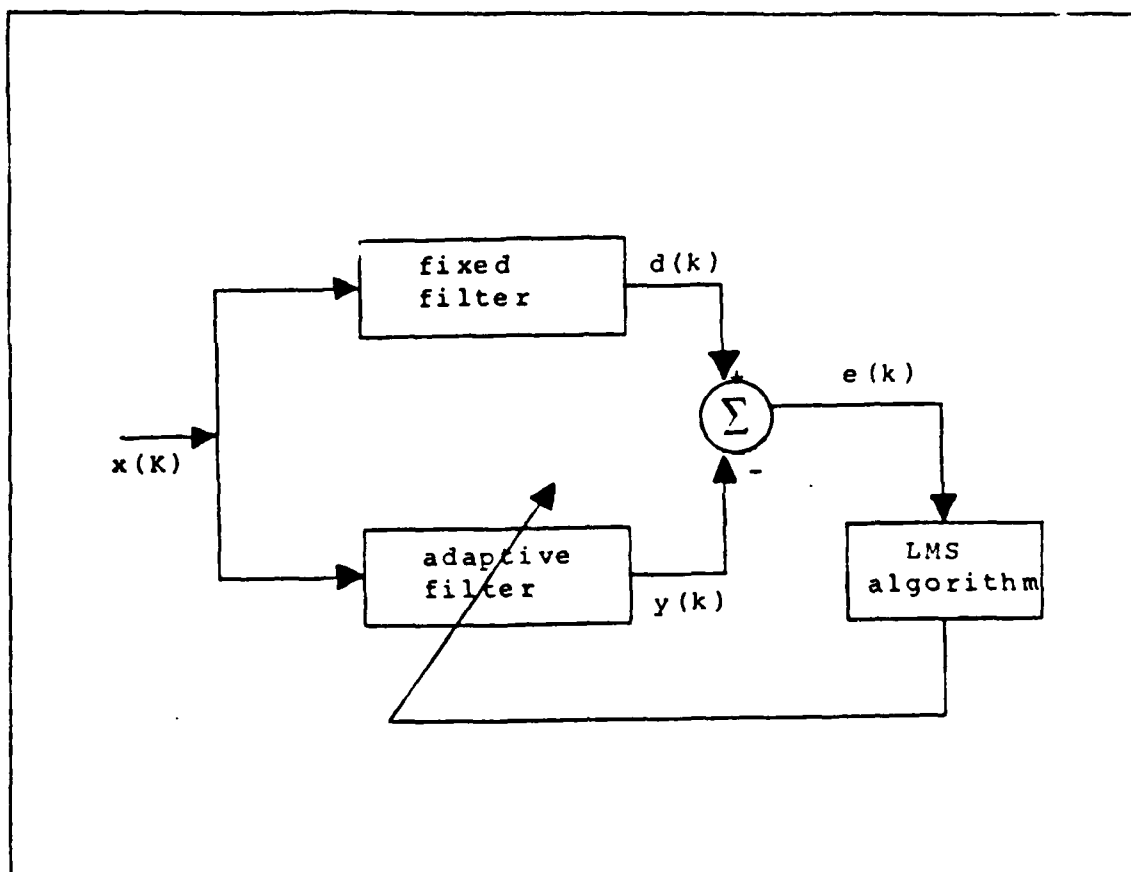 fixed
filter
d(k)
+
e(k)
Σ
x(K)
-
adaptive
filter
y(k)
LMS
algorithm